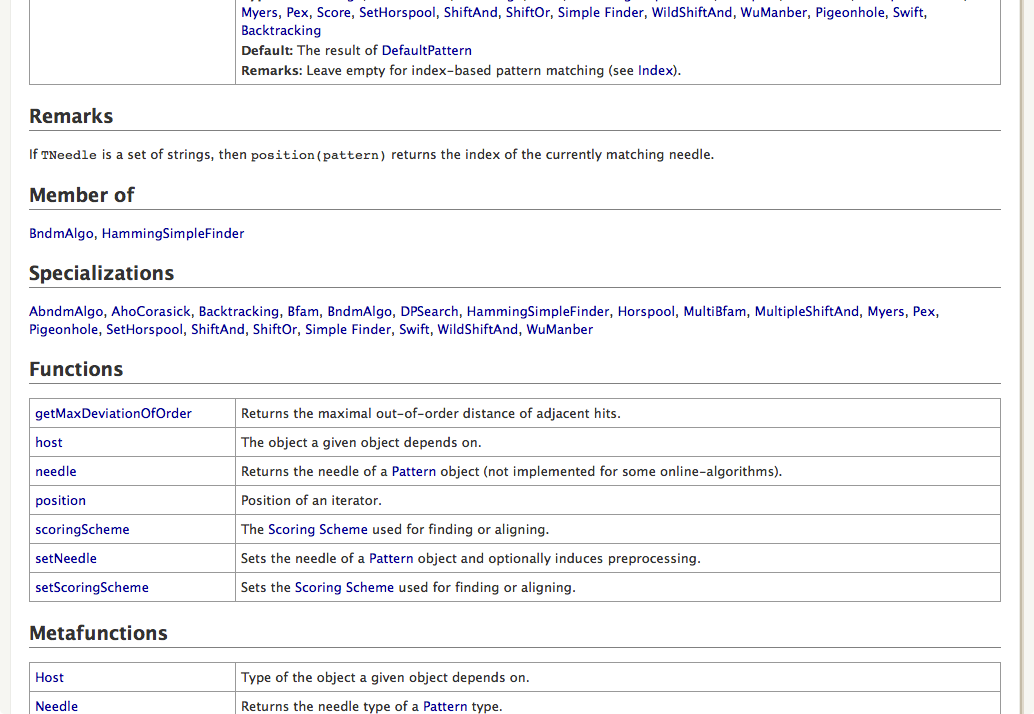 Myers, Pex, Score, SetHorspool, ShiftAnd, ShiftOr, Simple Finder, WildShiftAnd, WuManber, Pigeonhole, Swift,
Backtracking
Default: The result of DefaultPattern
Remarks: Leave empty for index-based pattern matching (see Index).
Remarks
If TNeedle is a set of strings, then position(pattern) returns the index of the currently matching needle.
Member of
BndmAlgo, HammingSimpleFinder
Specializations
AbndmAlgo, AhoCorasick, Backtracking, Bfam, BndmAlgo, DPSearch, HammingSimpleFinder, Horspool, MultiBfam, MultipleShiftAnd, Myers, Pex,
Pigeonhole, SetHorspool, ShiftAnd, ShiftOr, Simple Finder, Swift, WildShiftAnd, WuManber
Functions
getMaxDeviationOfOrder Returns the maximal out-of-order distance of adjacent hits.
host The object a given object depends on.
needle Returns the needle of a Pattern object (not implemented for some online-algorithms).
position Position of an iterator.
scoringScheme The Scoring Scheme used for finding or aligning.
setNeedle Sets the needle of a Pattern object and optionally induces preprocessing.
setScoringScheme Sets the Scoring Scheme used for finding or aligning.
Metafunctions
Host Type of the object a given object depends on.
Needle Returns the needle type of a Pattern type.